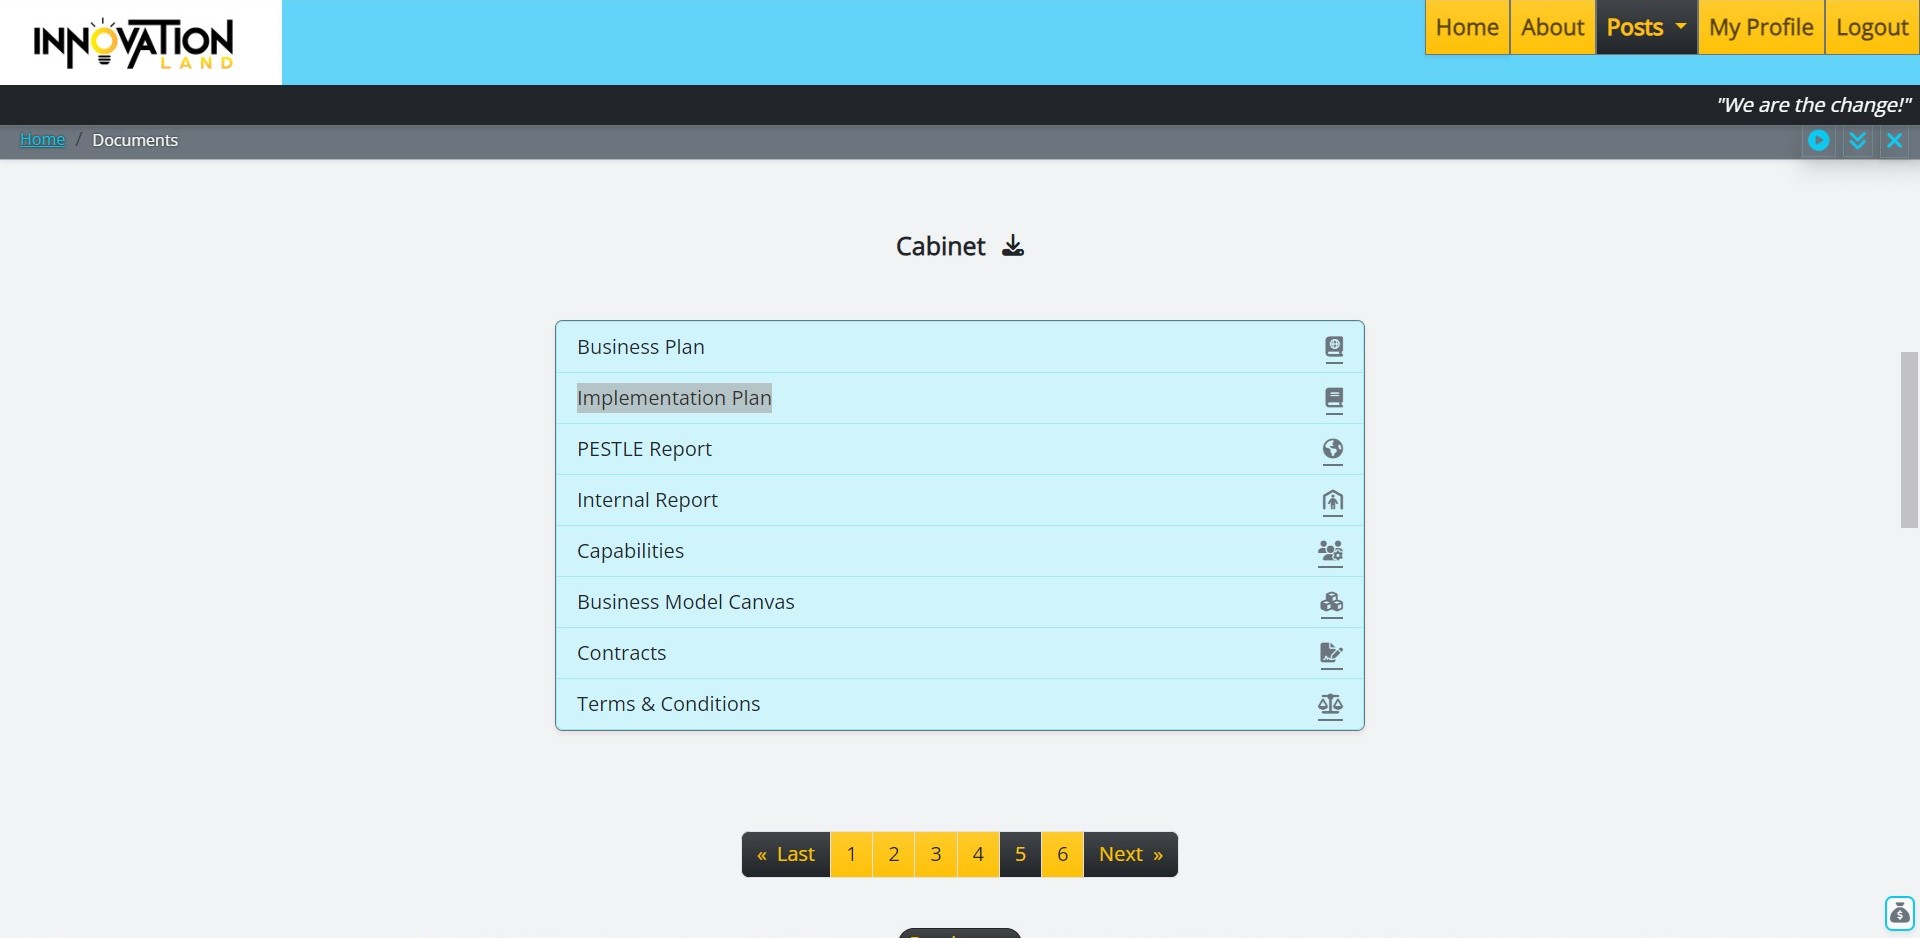 INNOVATION
LAND
Home About Posts My Profile Logout
"We are the change!"
Home / Documents
Cabinet
Business Plan
Implementation Plan
PESTLE Report
Internal Report
Capabilities
Business Model Canvas
Contracts
Terms & Conditions
« Last 1 2 3 4 5 6 Next »